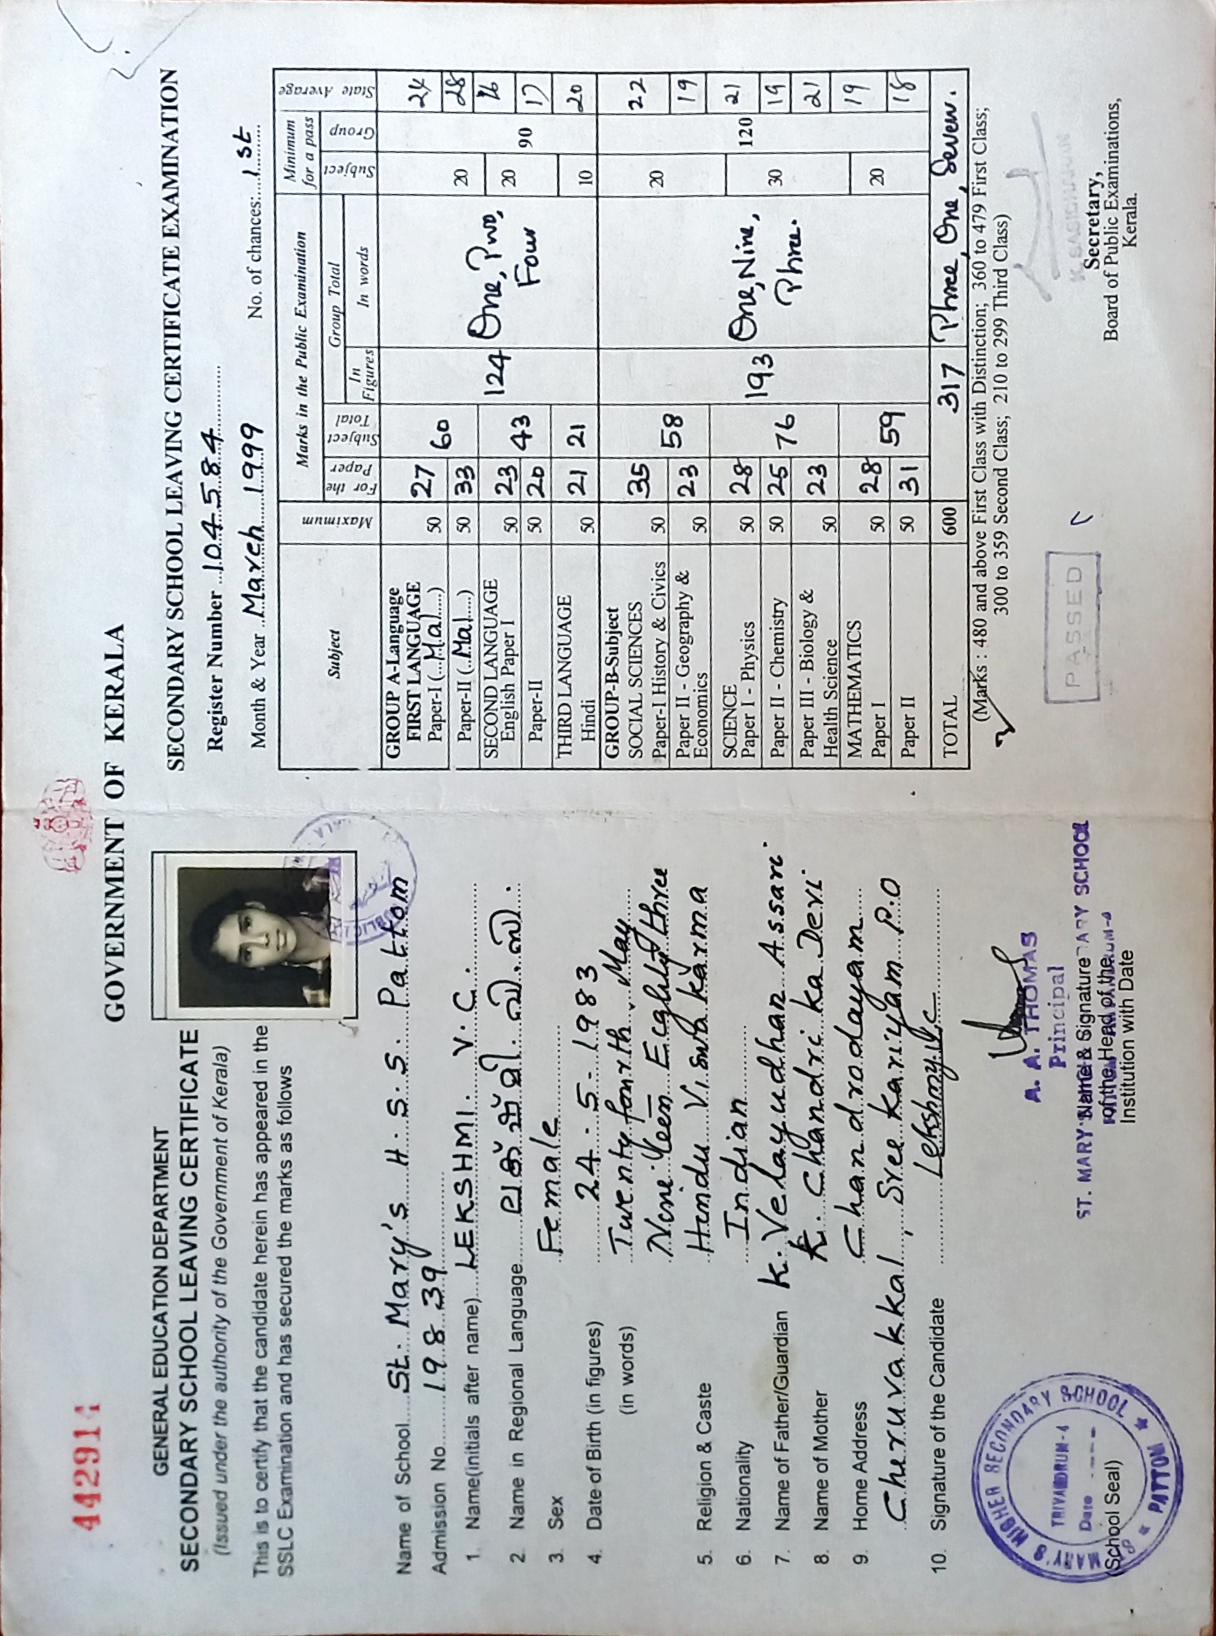 442914
GOVERNMENT OF KERALA
GENERAL EDUCATION DEPARTMENT
SECONDARY SCHOOL LEAVING CERTIFICATE
(Issued under the authority of the Government of Kerala)
This is to certify that the candidate herein has appeared in the
SSLC Examination and has secured the marks as follows
Name of School St. Mary's H.S.S. Pattom
Admission No. 19839
1. Name(initials after name) LEKSHMI. V.C.
2. Name in Regional Language ലക്ഷ്മി. വി.സി.
3. Sex Female
4. Date of Birth (in figures) 24-5-1983
(in words) Twenty fourth May
Nine teen Eaghty three
5. Religion & Caste Hindu Viswakarma
6. Nationality Indian
7. Name of Father/Guardian K. Velayudhan Assari
8. Name of Mother K. Chandrika Devi
9. Home Address Chandrodayam
Cheruvakkal, Sreekariyam P.O
10. Signature of the Candidate Lekshmy.V.c
A. A. THOMAS
Principal
ST. MARY'S SECONDARY SCHOOL
Name & Signature
of the Head of the
Institution with Date
ST. MARY'S HIGHER SECONDARY SCHOOL
PATTOM
TRIVANDRUM-4
Date
(School Seal)
SECONDARY SCHOOL LEAVING CERTIFICATE EXAMINATION
Register Number 104584
Month & Year March 1999 No. of chances: 1st
Subject Maximum Marks in the Public Examination Minimum for a pass State Average
For the Paper Subject Total Group Total Subject Group
In Figures In words
GROUP A-Language
FIRST LANGUAGE
Paper-I (Mal) 50 27 24
Paper-II (Mal) 50 33 60 20 28
SECOND LANGUAGE
English Paper I 50 23 124 One, Two, Four 20 16
Paper-II 50 20 43 90 17
THIRD LANGUAGE
Hindi 50 21 21 10 20
GROUP-B-Subject
SOCIAL SCIENCES
Paper-I History & Civics 50 35 20 22
Paper II - Geography &
Economics 50 23 58 19
SCIENCE
Paper I - Physics 50 28 193 One, Nine, Three. 120 21
Paper II - Chemistry 50 25 76 30 19
Paper III - Biology &
Health Science 50 23 21
MATHEMATICS
Paper I 50 28 20 19
Paper II 50 31 59 18
TOTAL 600 317 Three, One, Seven.
(Marks : 480 and above First Class with Distinction; 360 to 479 First Class;
300 to 359 Second Class; 210 to 299 Third Class)
PASSED
K. SASIDHARAN
Secretary,
Board of Public Examinations,
Kerala.